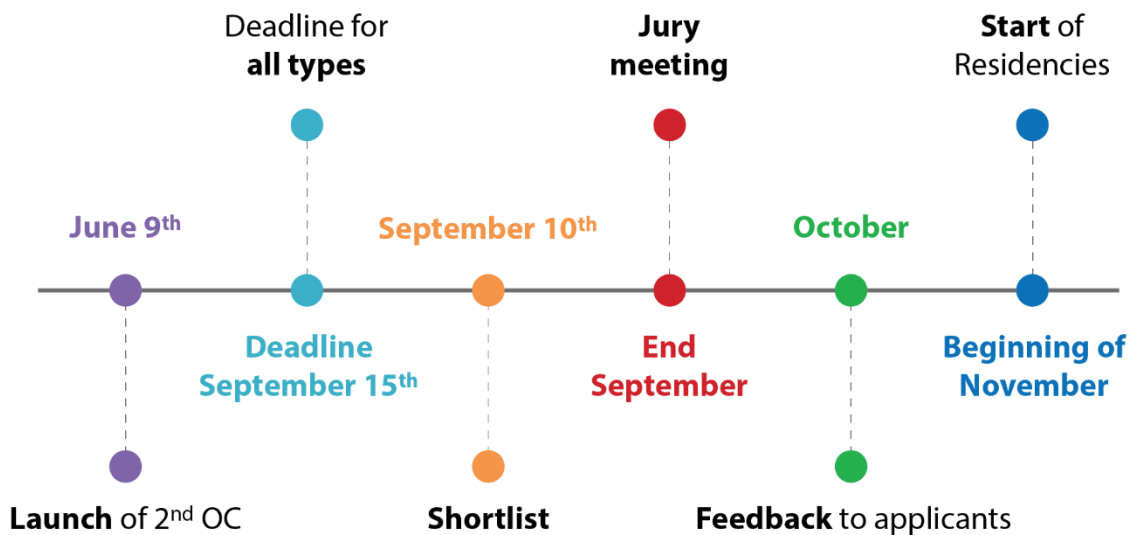 Deadline for
all types
Jury
meeting
Start of
Residencies
June 9th
September 10th
October
Deadline
September 15th
End
September
Beginning of
November
Launch of 2nd OC
Shortlist
Feedback to applicants